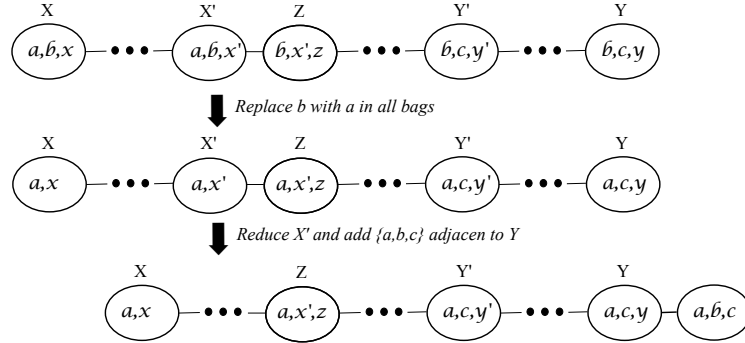 X X' Z Y' Y
a,b,x ••• a,b,x' b,x',z ••• b,c,y' ••• b,c,y
Replace b with a in all bags
X X' Z Y' Y
a,x ••• a,x' a,x',z ••• a,c,y' ••• a,c,y
Reduce X' and add {a,b,c} adjacen to Y
X Z Y' Y
a,x ••• a,x',z ••• a,c,y' ••• a,c,y a,b,c